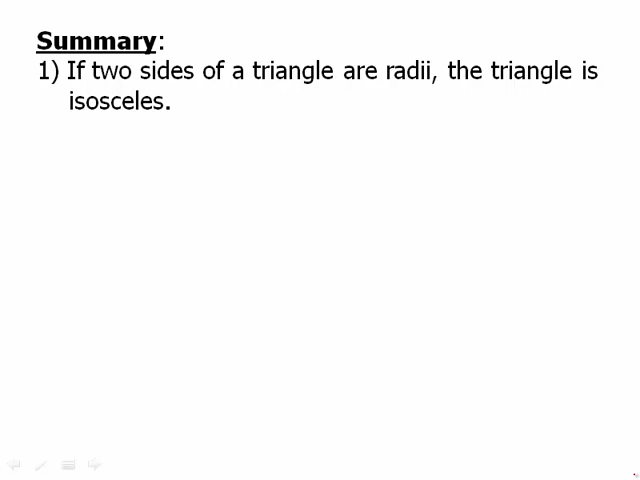 Summary:
1) If two sides of a triangle are radii, the triangle is
isosceles.